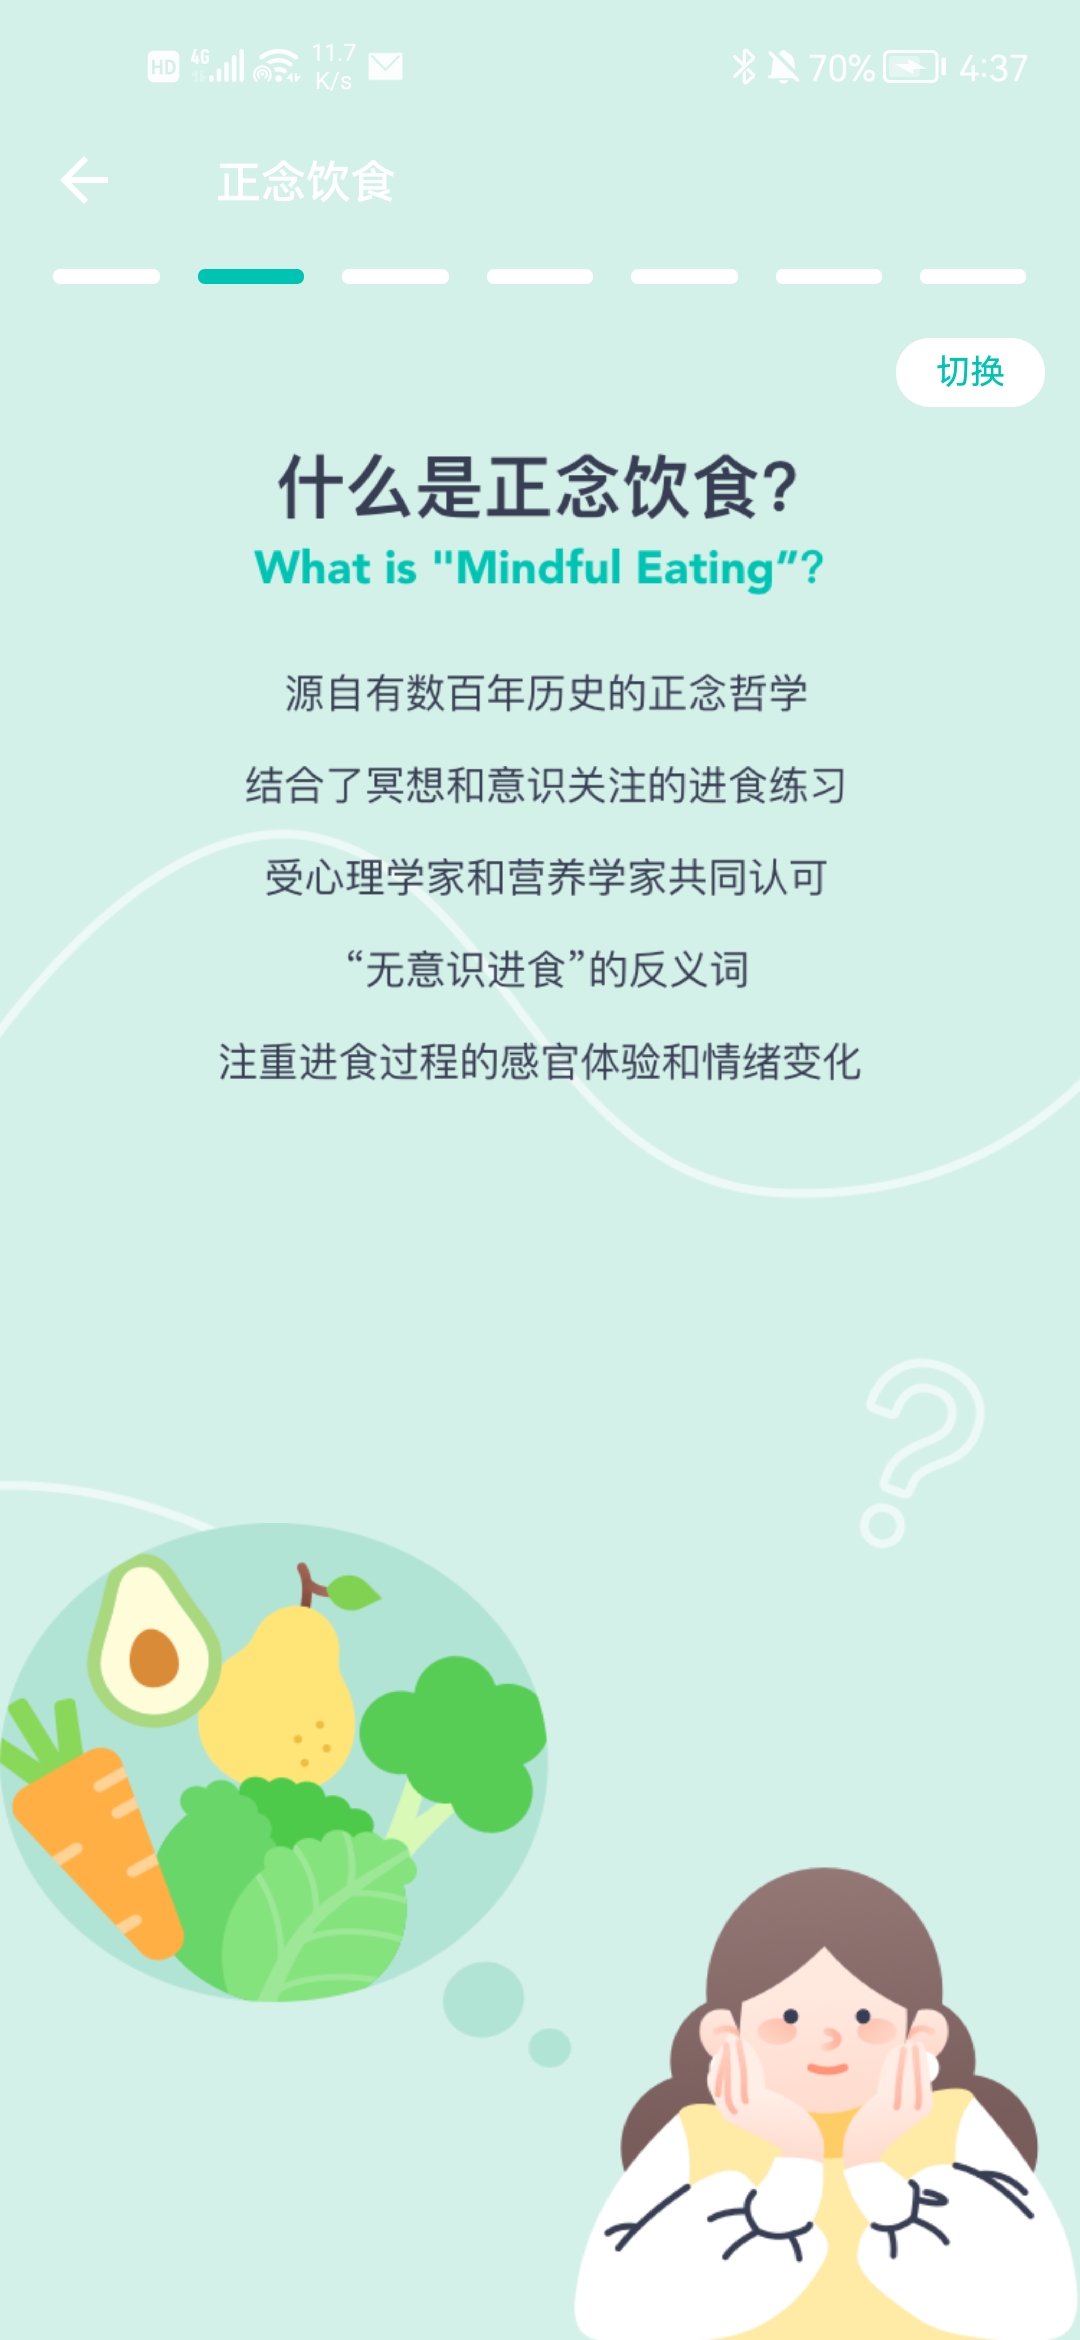 HD 4G 11.7 K/s 70% 4:37
正念饮食
切换
什么是正念饮食?
What is "Mindful Eating”?
源自有数百年历史的正念哲学
结合了冥想和意识关注的进食练习
受心理学家和营养学家共同认可
“无意识进食”的反义词
注重进食过程的感官体验和情绪变化
?